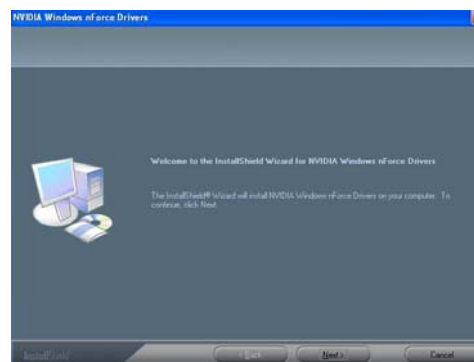 NVIDIA Windows nForce Drivers
Welcome to the InstallShield Wizard for NVIDIA Windows nForce Drivers
The InstallShield® Wizard will install NVIDIA Windows nForce Drivers on your computer. To
continue, click Next
InstallShield
< Back
Next >
Cancel